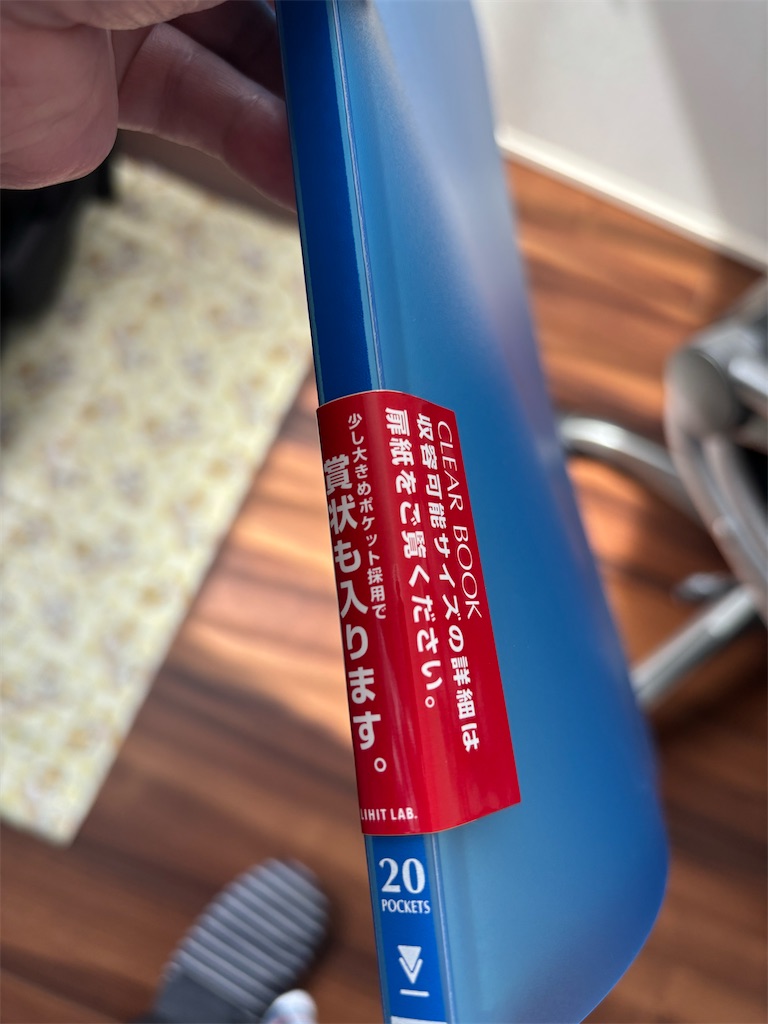 CLEAR BOOK
収容可能サイズの詳細は
扉紙をご覧ください。
少し大きめポケット採用で
賞状も入ります。
LIHIT LAB.
20
POCKETS